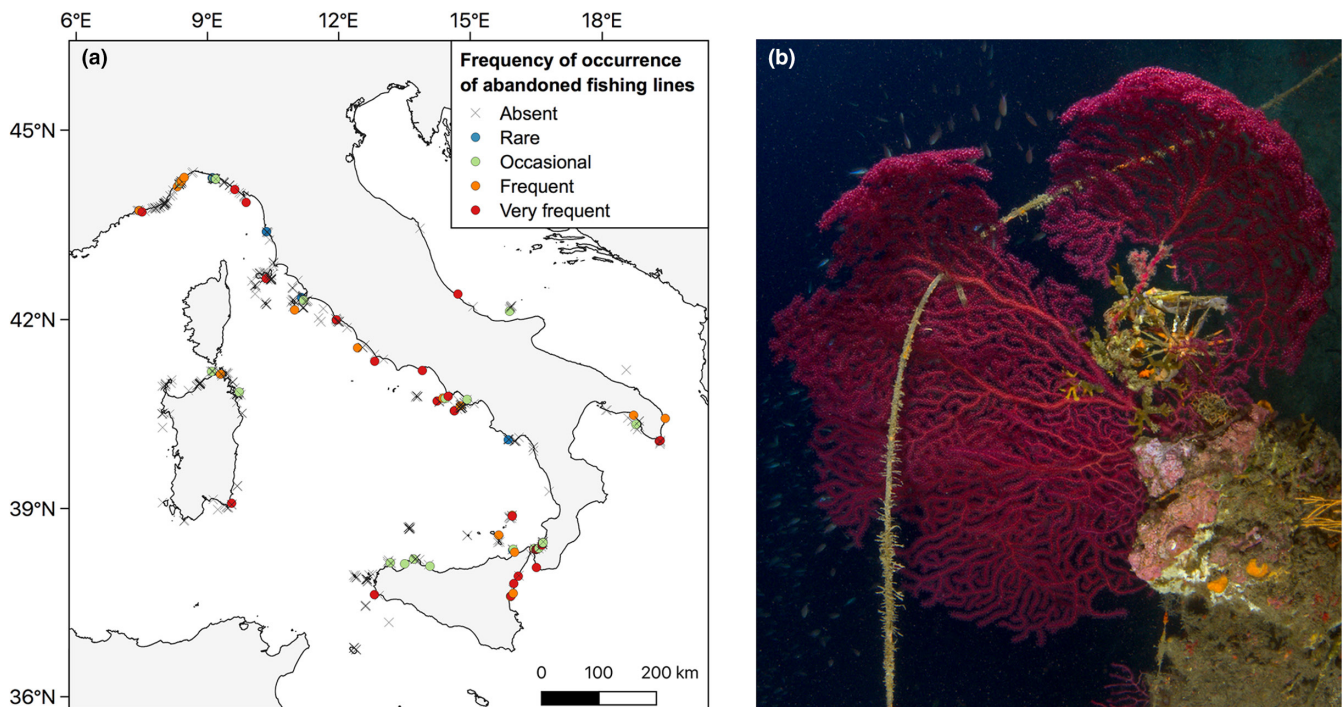 6°E 9°E 12°E 15°E 18°E
(a)
Frequency of occurrence
of abandoned fishing lines
Absent
Rare
Occasional
Frequent
Very frequent
45°N
42°N
39°N
36°N
0 100 200 km
(b)